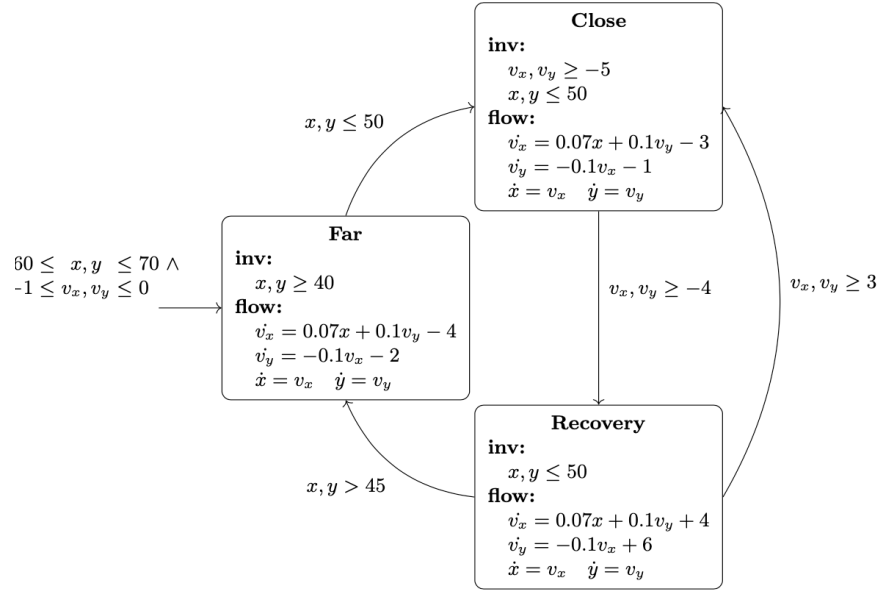 Close
inv:
v_x, v_y ≥ −5
x, y ≤ 50
flow:
v̇_x = 0.07x + 0.1v_y − 3
v̇_y = −0.1v_x − 1
ẋ = v_x ẏ = v_y
x, y ≤ 50
60 ≤ x, y ≤ 70 ∧
-1 ≤ v_x, v_y ≤ 0
Far
inv:
x, y ≥ 40
flow:
v̇_x = 0.07x + 0.1v_y − 4
v̇_y = −0.1v_x − 2
ẋ = v_x ẏ = v_y
v_x, v_y ≥ −4
v_x, v_y ≥ 3
x, y > 45
Recovery
inv:
x, y ≤ 50
flow:
v̇_x = 0.07x + 0.1v_y + 4
v̇_y = −0.1v_x + 6
ẋ = v_x ẏ = v_y